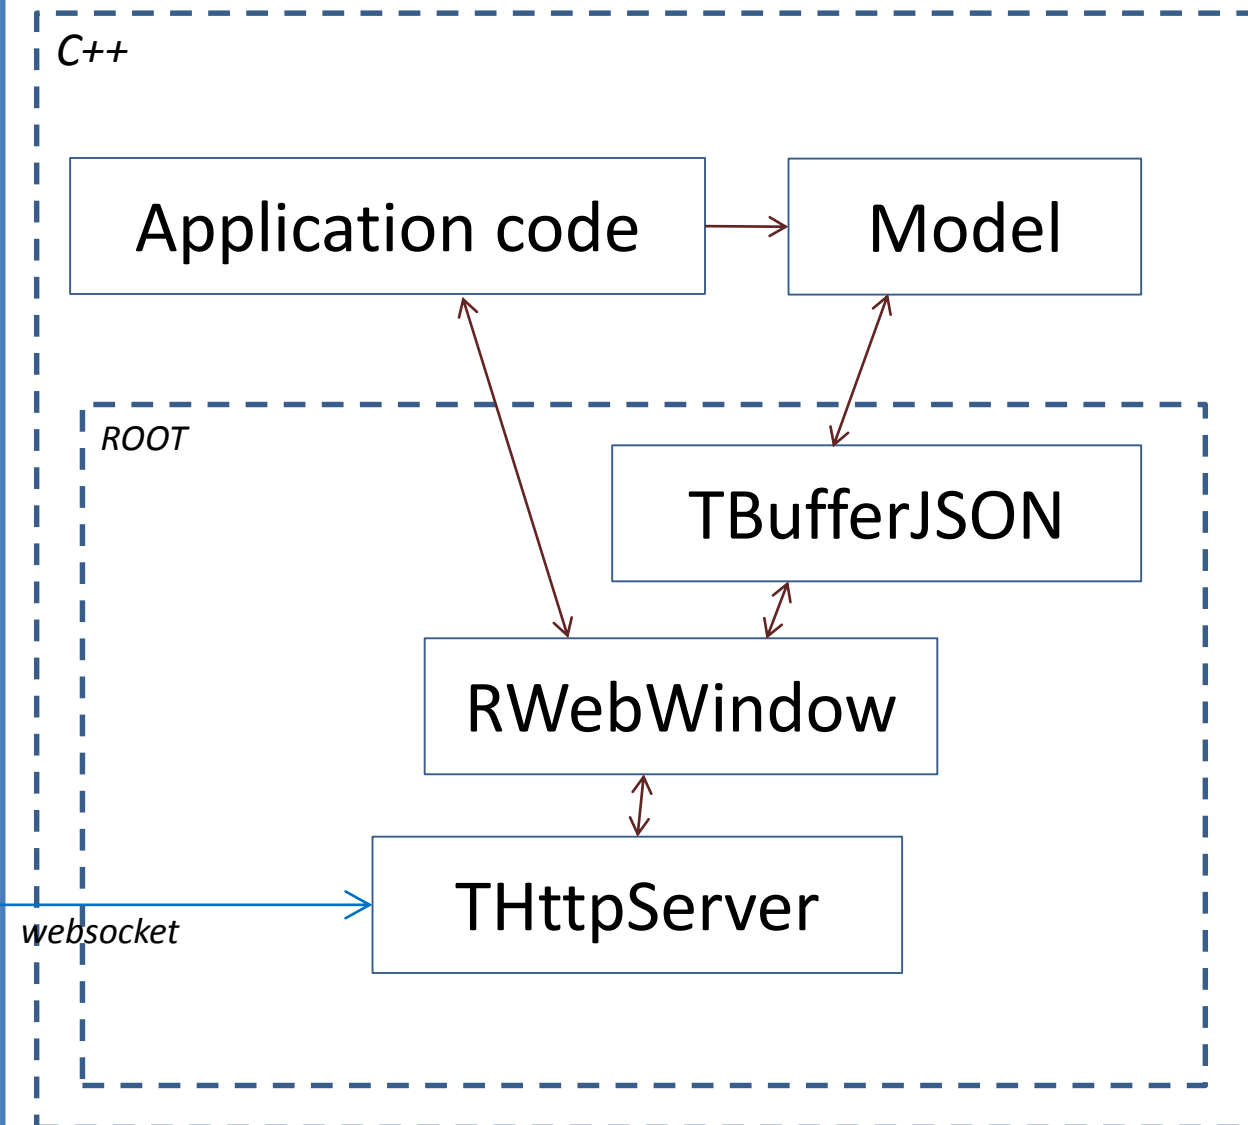 C++
Application code
Model
ROOT
TBufferJSON
RWebWindow
THttpServer
websocket